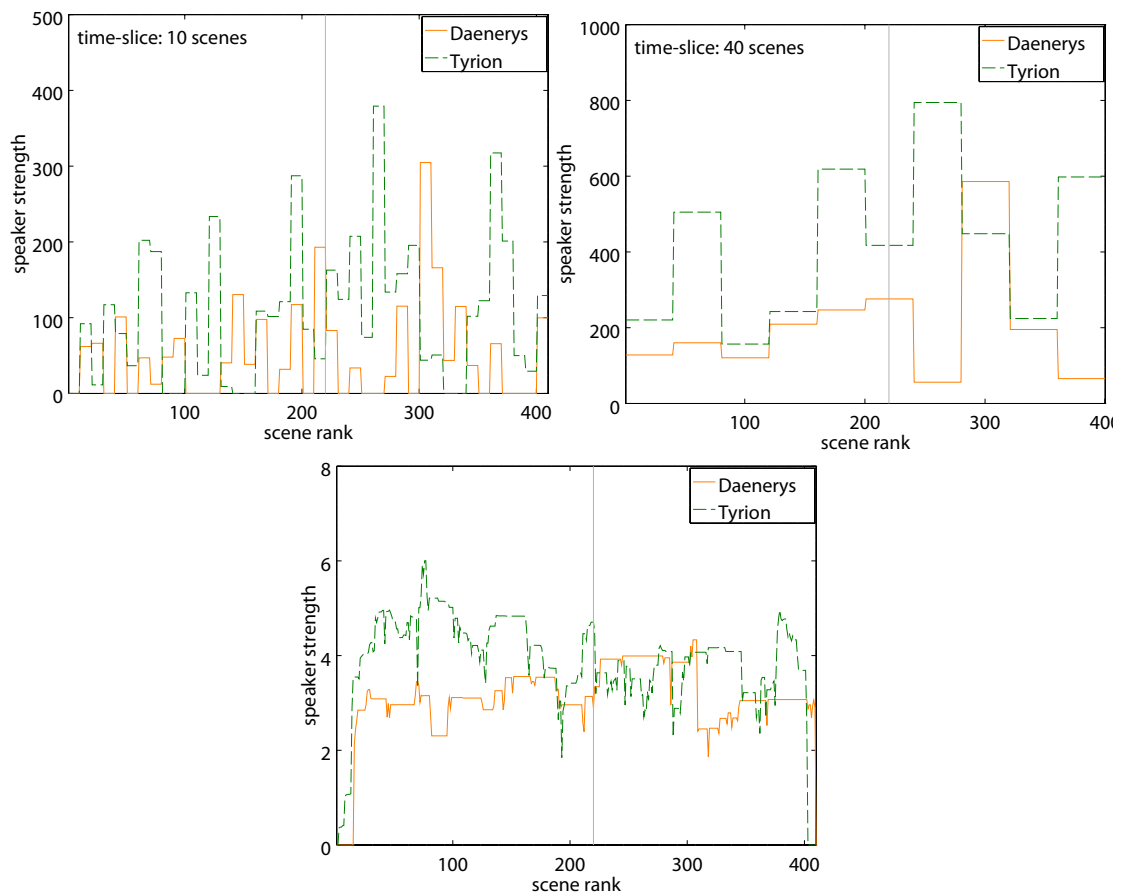 500
400
300
200
100
0
speaker strength
time-slice: 10 scenes
Daenerys
Tyrion
100
200
300
400
scene rank
1000
800
600
400
200
0
speaker strength
time-slice: 40 scenes
Daenerys
Tyrion
100
200
300
400
scene rank
8
6
4
2
0
speaker strength
Daenerys
Tyrion
100
200
300
400
scene rank